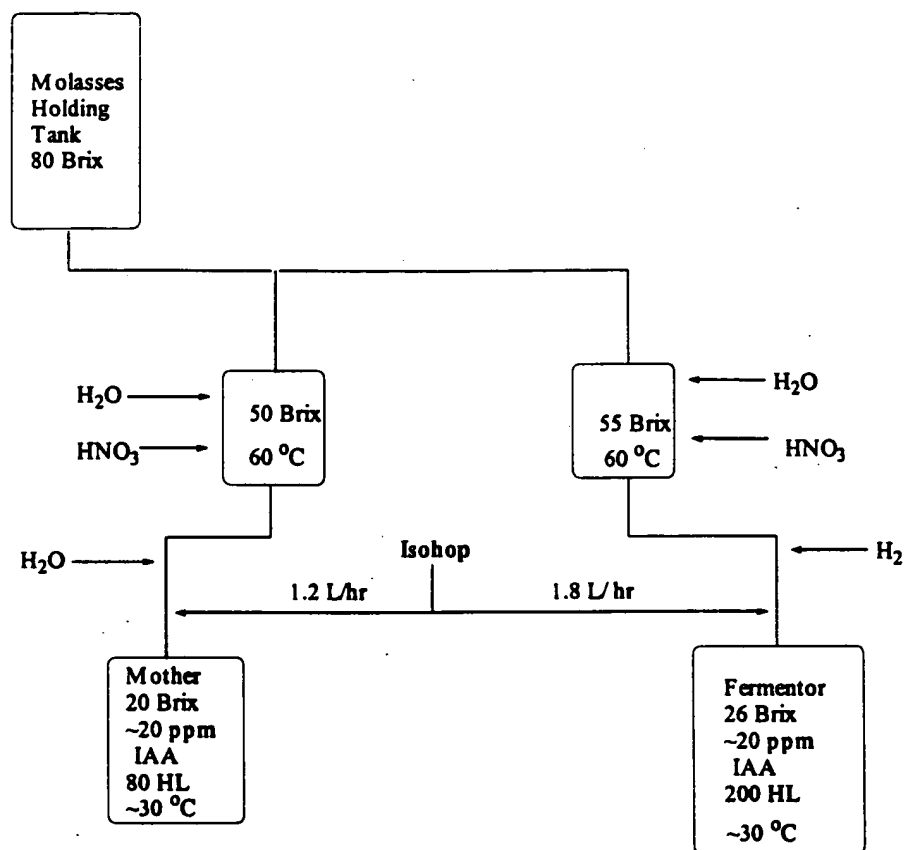 Molasses
Holding
Tank
80 Brix
H₂O
HNO₃
50 Brix
60 °C
55 Brix
60 °C
H₂O
HNO₃
H₂O
Isohop
1.2 L/hr
1.8 L/hr
H₂
Mother
20 Brix
~20 ppm
IAA
80 HL
~30 °C
Fermentor
26 Brix
~20 ppm
IAA
200 HL
~30 °C